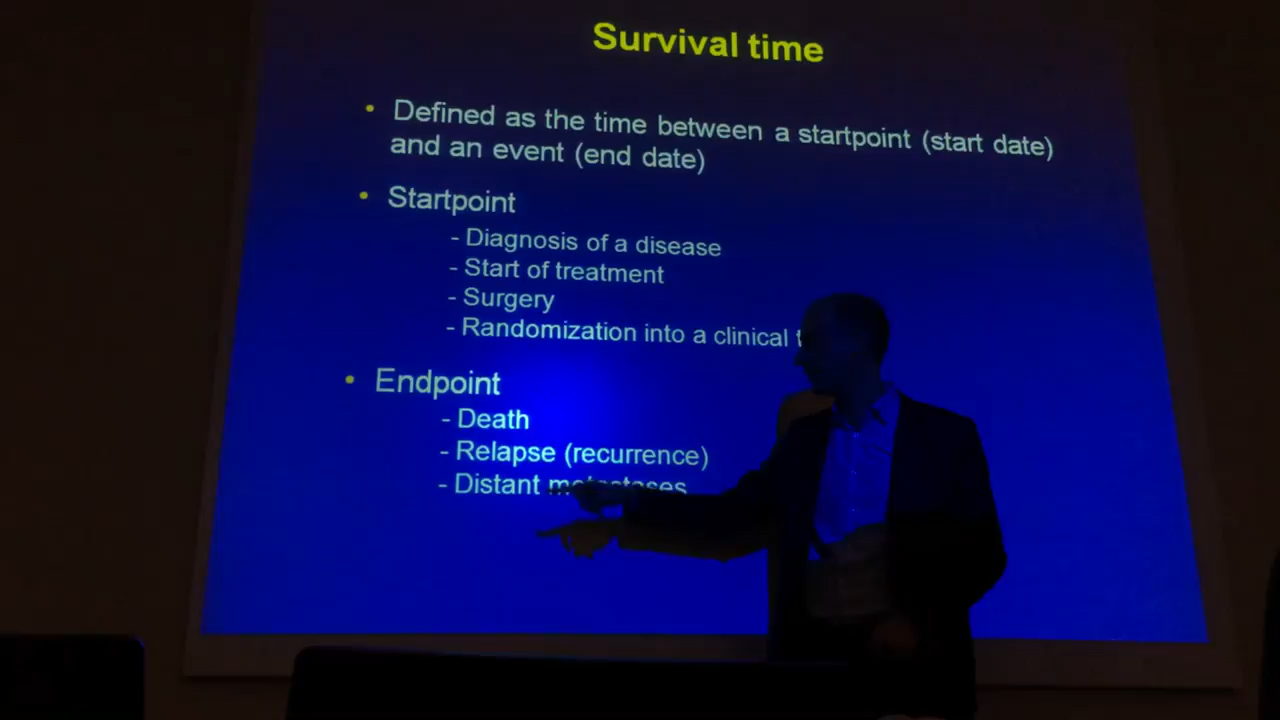 Survival time
• Defined as the time between a startpoint (start date)
and an event (end date)
• Startpoint
- Diagnosis of a disease
- Start of treatment
- Surgery
- Randomization into a clinical
• Endpoint
- Death
- Relapse (recurrence)
- Distant metastases